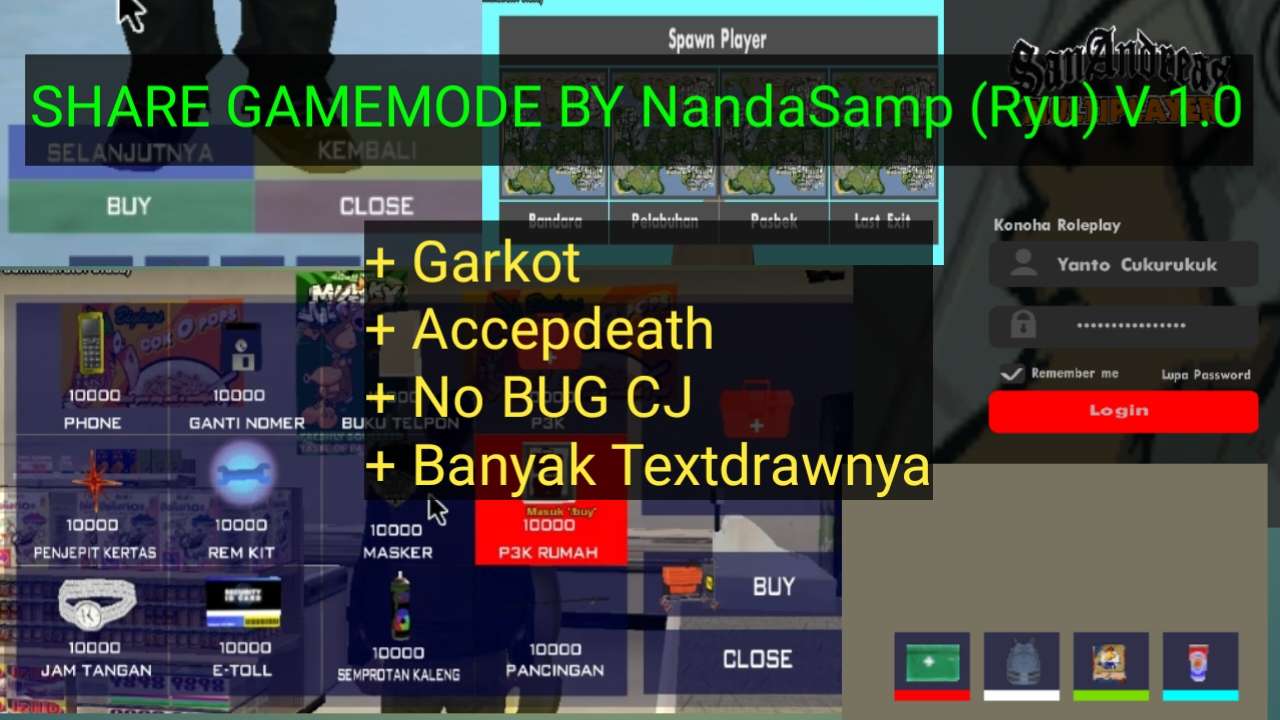 SHARE GAMEMODE BY NandaSamp (Ryu) V 1.0
+ Garkot
+ Accepdeath
+ No BUG CJ
+ Banyak Textdrawnya
SELANJUTNYA
KEMBALI
BUY
CLOSE
Spawn Player
Bandara
Pelabuhan
Pasbek
Last Exit
San Andreas
MULTIPLAYER
Konoha Roleplay
Yanto Cukurukuk
Remember me
Lupa Password
Login
10000
PHONE
10000
GANTI NOMER
BUKU TELPON
P3K
10000
PENJEPIT KERTAS
10000
REM KIT
10000
MASKER
Masuk '/buy'
10000
P3K RUMAH
10000
JAM TANGAN
10000
E-TOLL
10000
SEMPROTAN KALENG
10000
PANCINGAN
BUY
CLOSE